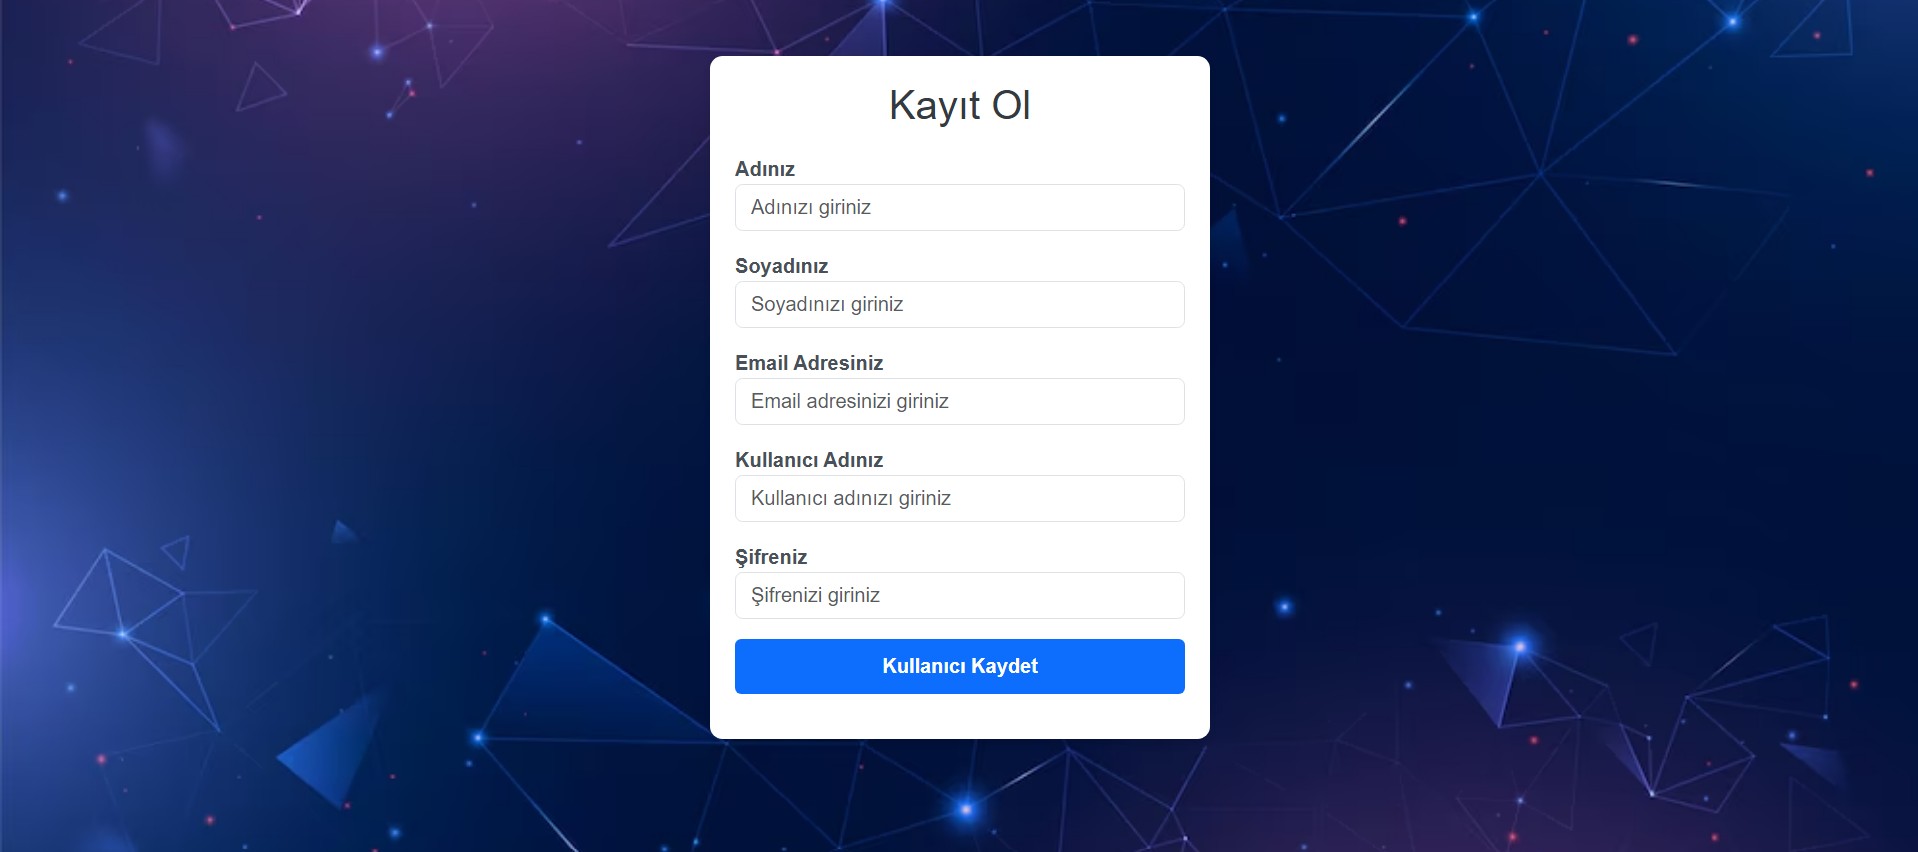 Kayıt Ol
Adınız
Adınızı giriniz
Soyadınız
Soyadınızı giriniz
Email Adresiniz
Email adresinizi giriniz
Kullanıcı Adınız
Kullanıcı adınızı giriniz
Şifreniz
Şifrenizi giriniz
Kullanıcı Kaydet